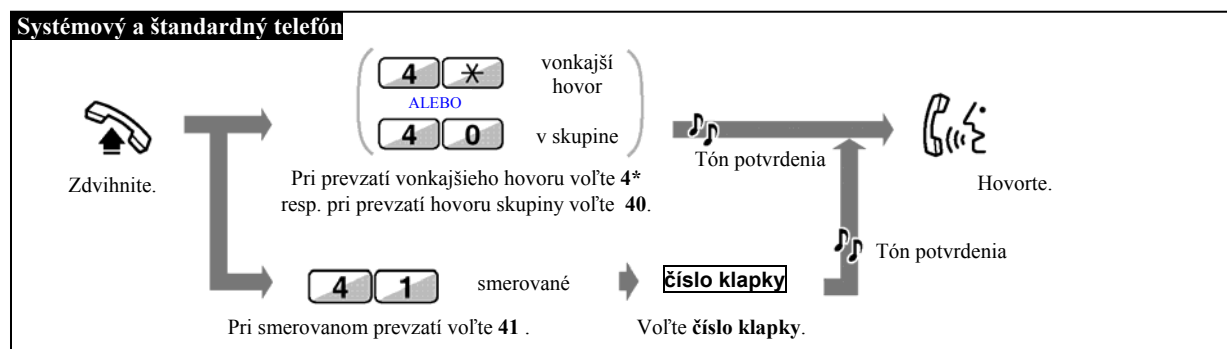 Systémový a štandardný telefón
4 * vonkajší
hovor
ALEBO
4 0 v skupine
Zdvihnite.
Pri prevzatí vonkajšieho hovoru voľte 4*
resp. pri prevzatí hovoru skupiny voľte 40.
Tón potvrdenia
Hovorte.
Tón potvrdenia
4 1 smerované
číslo klapky
Pri smerovanom prevzatí voľte 41 .
Voľte číslo klapky.